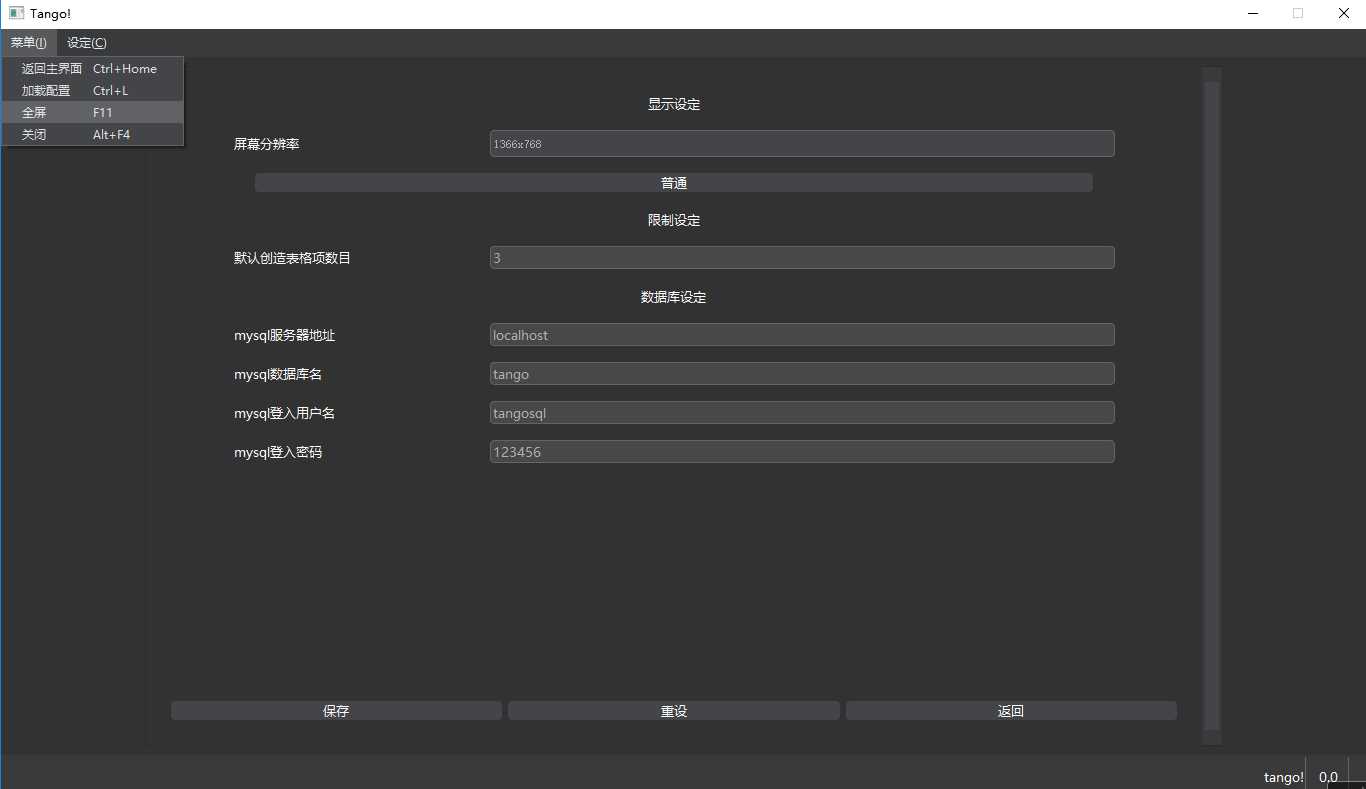 Tango!
菜单(I) 设定(C)
返回主界面 Ctrl+Home
加载配置 Ctrl+L
全屏 F11
关闭 Alt+F4
显示设定
屏幕分辨率 1366x768
普通
限制设定
默认创造表格项数目 3
数据库设定
mysql服务器地址 localhost
mysql数据库名 tango
mysql登入用户名 tangosql
mysql登入密码 123456
保存 重设 返回
tango! 0,0